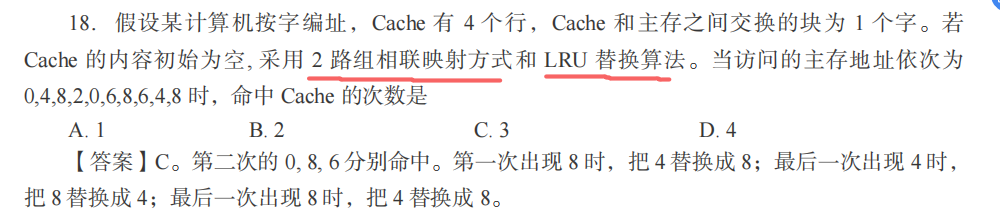 18．假设某计算机按字编址，Cache 有 4 个行，Cache 和主存之间交换的块为 1 个字。若
Cache 的内容初始为空, 采用 2 路组相联映射方式和 LRU 替换算法。当访问的主存地址依次为
0,4,8,2,0,6,8,6,4,8 时，命中 Cache 的次数是
A. 1 B. 2 C. 3 D. 4
【答案】C。第二次的 0, 8, 6 分别命中。第一次出现 8 时，把 4 替换成 8；最后一次出现 4 时，
把 8 替换成 4；最后一次出现 8 时，把 4 替换成 8。